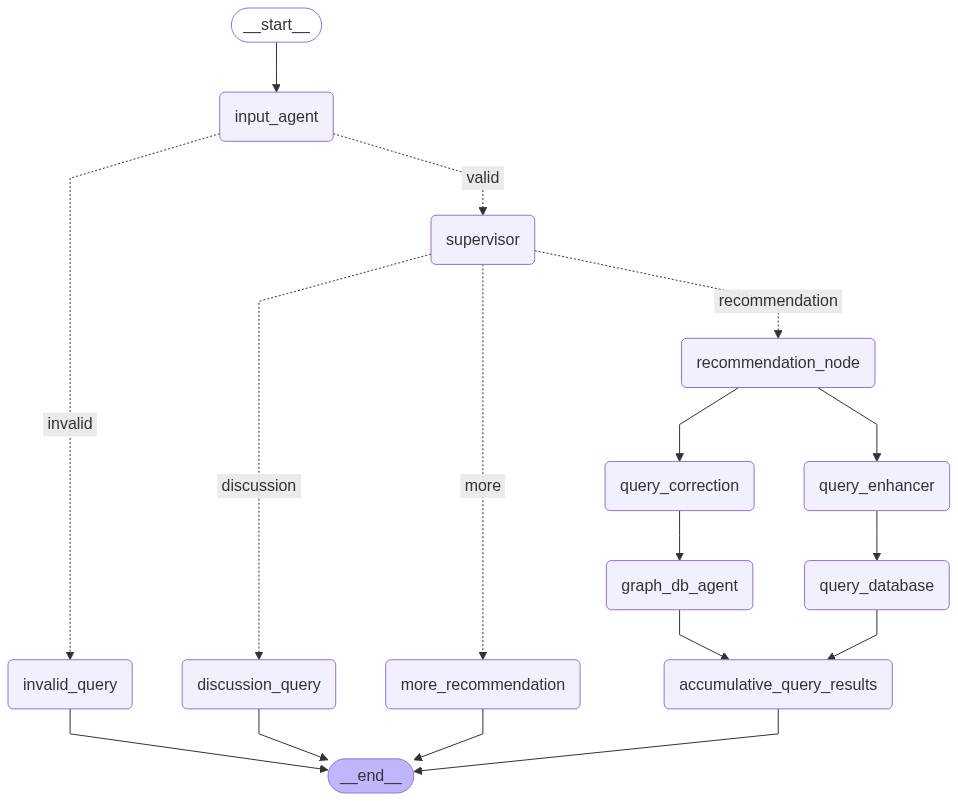 __start__
input_agent
valid
supervisor
recommendation
recommendation_node
invalid
query_correction
query_enhancer
discussion
more
graph_db_agent
query_database
invalid_query
discussion_query
more_recommendation
accumulative_query_results
__end__